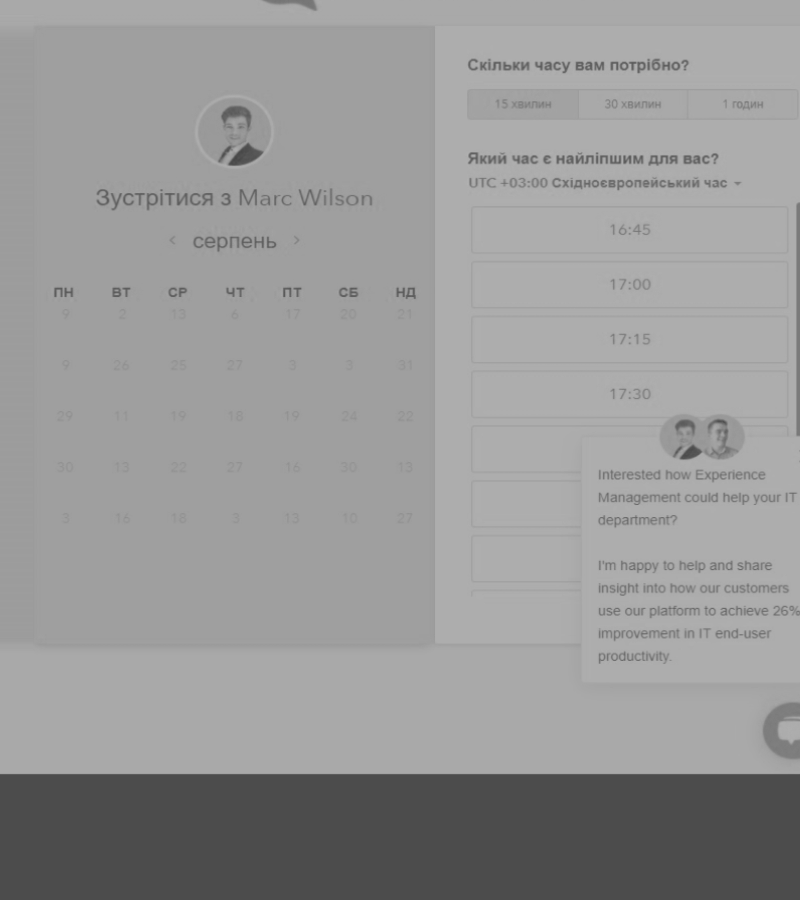 Зустрітися з Marc Wilson
< серпень >
ПН ВТ СР ЧТ ПТ СБ НД
9 2 13 6 17 20 21
9 26 25 27 3 3 31
29 11 19 18 19 24 22
30 13 22 27 16 30 13
3 16 18 3 13 10 27
Скільки часу вам потрібно?
15 хвилин 30 хвилин 1 годин
Який час є найліпшим для вас?
UTC +03:00 Східноєвропейський час
16:45
17:00
17:15
17:30
Interested how Experience
Management could help your IT
department?
I'm happy to help and share
insight into how our customers
use our platform to achieve 26%
improvement in IT end-user
productivity.